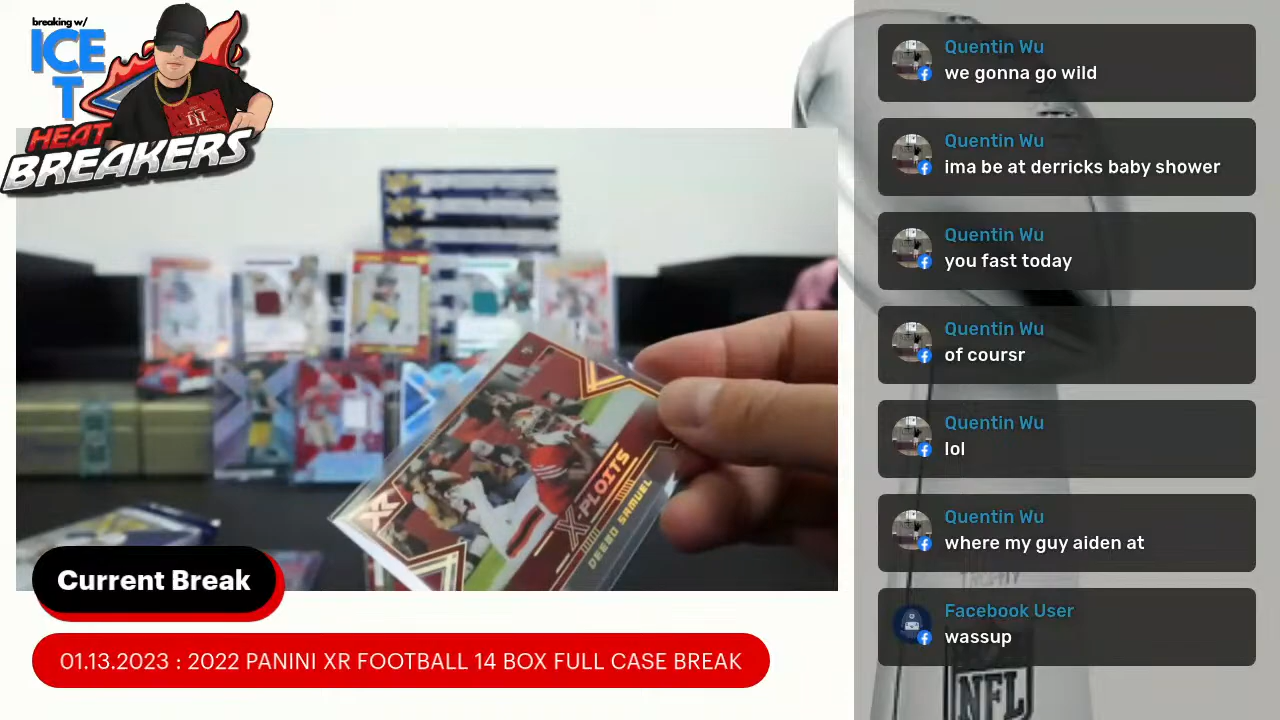 breaking w/
ICE
T
HEAT
BREAKERS
XR
X-PLOITS
DEEBO SAMUEL
Current Break
01.13.2023 : 2022 PANINI XR FOOTBALL 14 BOX FULL CASE BREAK
Quentin Wu
we gonna go wild
Quentin Wu
ima be at derricks baby shower
Quentin Wu
you fast today
Quentin Wu
of coursr
Quentin Wu
lol
Quentin Wu
where my guy aiden at
Facebook User
wassup
NFL